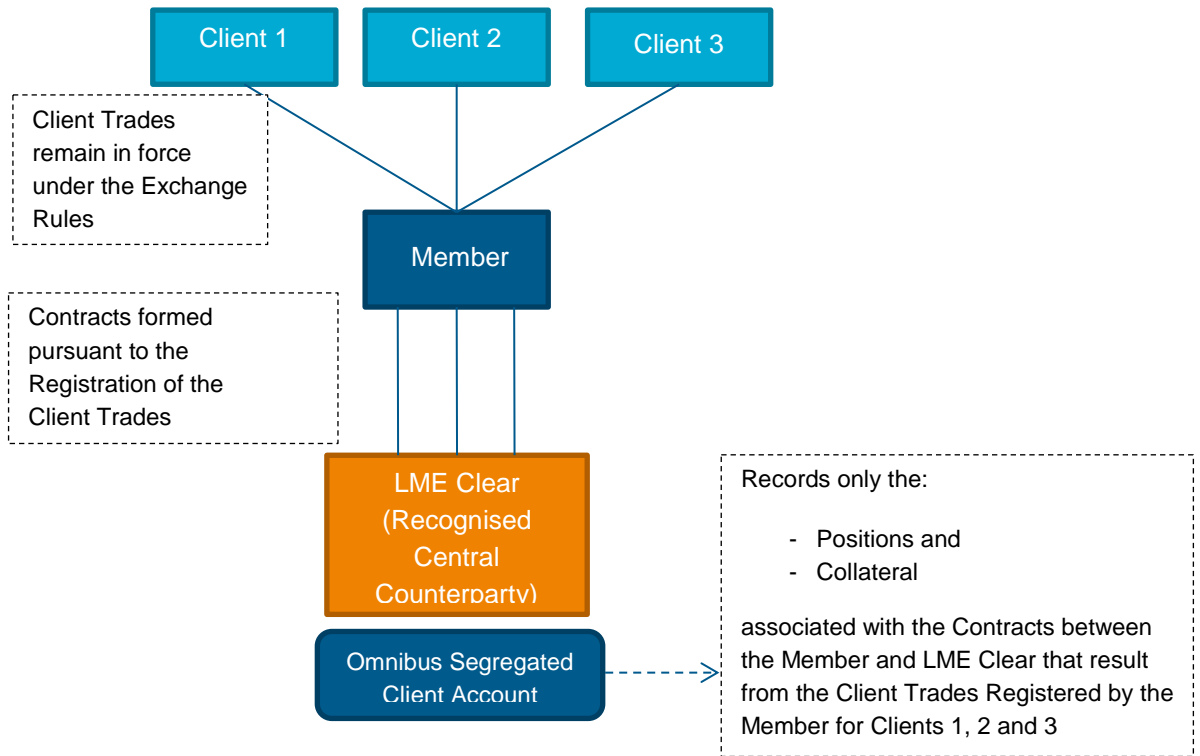 Client 1
Client 2
Client 3
Client Trades
remain in force
under the Exchange
Rules
Member
Contracts formed
pursuant to the
Registration of the
Client Trades
LME Clear
(Recognised
Central
Counterparty)
Omnibus Segregated
Client Account
Records only the:
- Positions and
- Collateral
associated with the Contracts between
the Member and LME Clear that result
from the Client Trades Registered by the
Member for Clients 1, 2 and 3